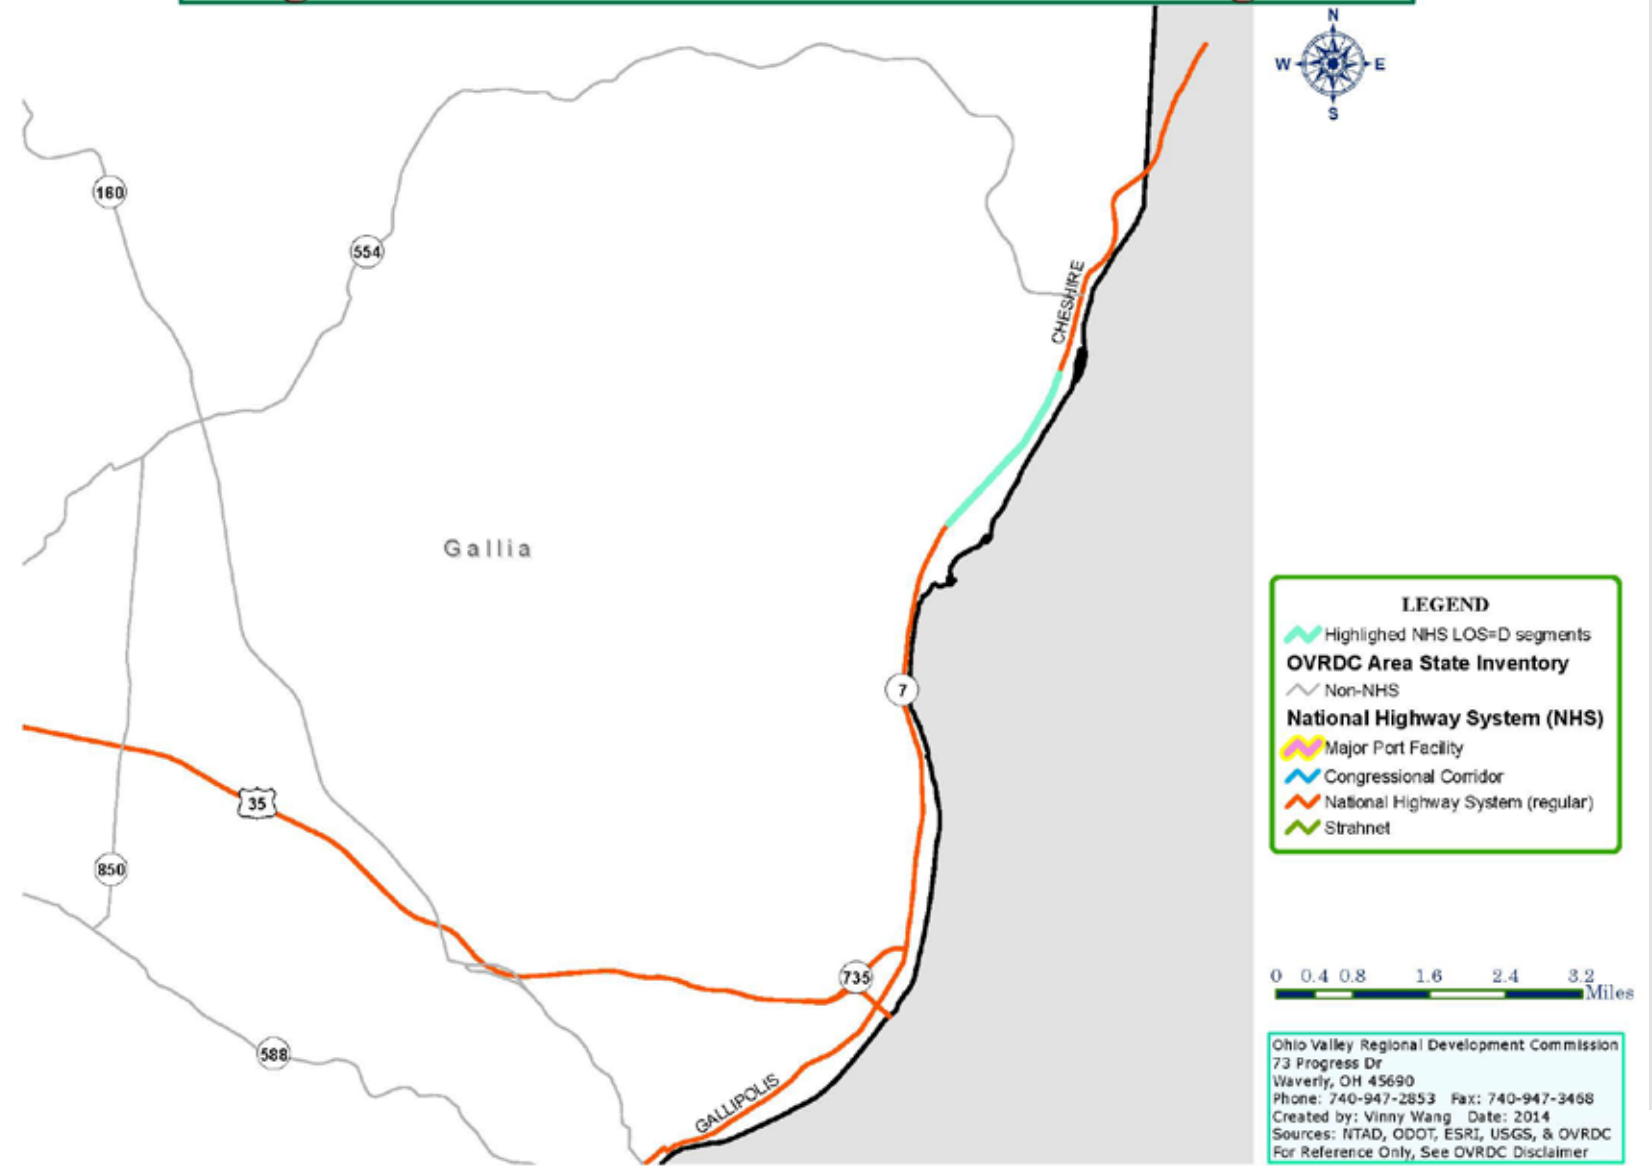 N
W E
S
160
554
CHESHIRE
Gallia
7
35
850
735
588
GALLIPOLIS
LEGEND
Highlighed NHS LOS=D segments
OVRDC Area State Inventory
Non-NHS
National Highway System (NHS)
Major Port Facility
Congressional Corridor
National Highway System (regular)
Strahnet
0 0.4 0.8 1.6 2.4 3.2
Miles
Ohio Valley Regional Development Commission
73 Progress Dr
Waverly, OH 45690
Phone: 740-947-2853 Fax: 740-947-3468
Created by: Vinny Wang Date: 2014
Sources: NTAD, ODOT, ESRI, USGS, & OVRDC
For Reference Only, See OVRDC Disclaimer